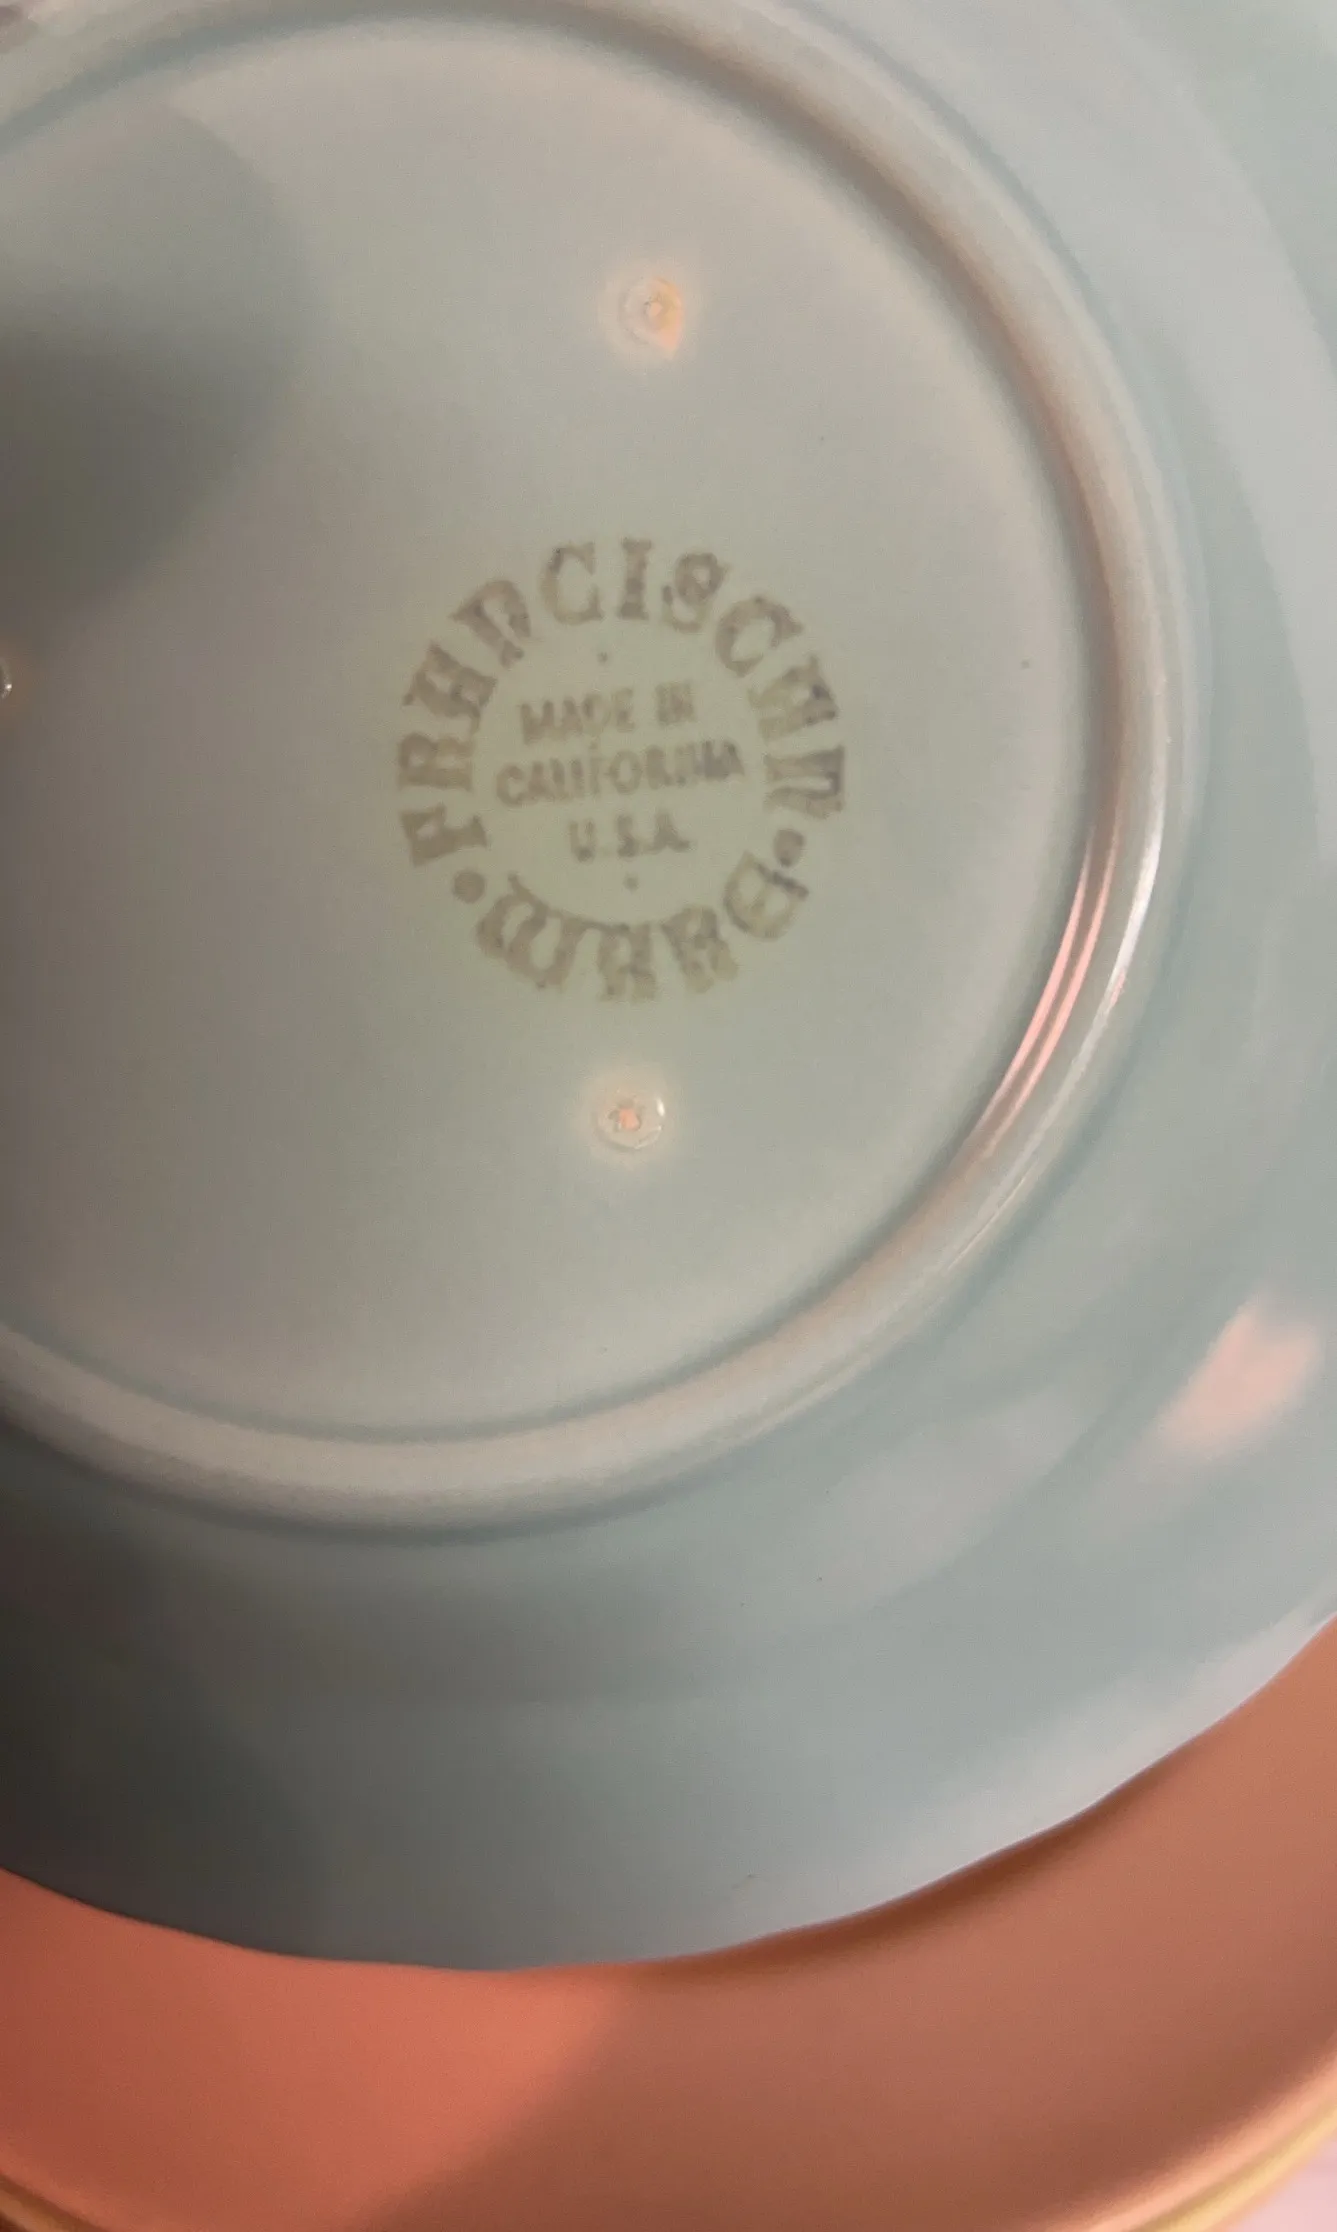 FRANCISCAN • WARE •
MADE IN
CALIFORNIA
U.S.A.